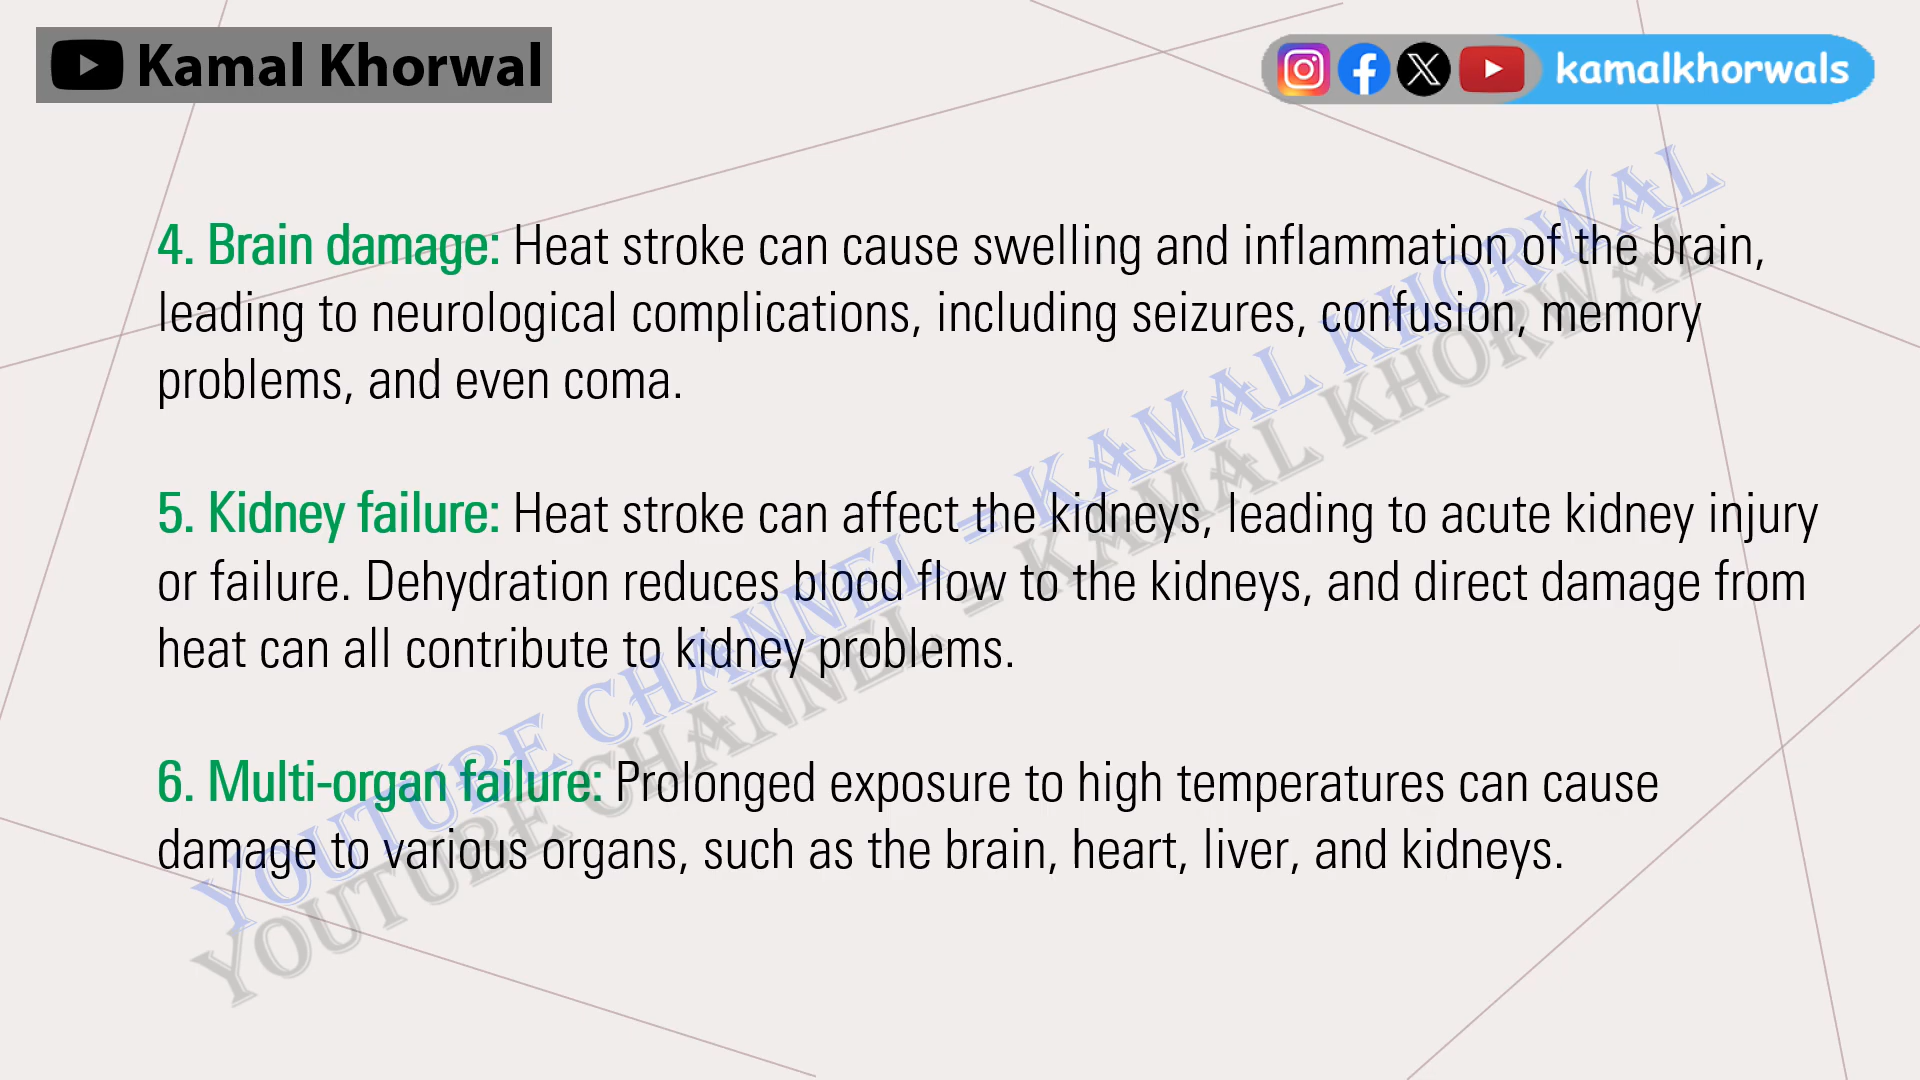 Kamal Khorwal
kamalkhorwals
4. Brain damage: Heat stroke can cause swelling and inflammation of the brain,
leading to neurological complications, including seizures, confusion, memory
problems, and even coma.
5. Kidney failure: Heat stroke can affect the kidneys, leading to acute kidney injury
or failure. Dehydration reduces blood flow to the kidneys, and direct damage from
heat can all contribute to kidney problems.
6. Multi-organ failure: Prolonged exposure to high temperatures can cause
damage to various organs, such as the brain, heart, liver, and kidneys.
YOUTUBE CHANNEL = KAMAL KHORWAL